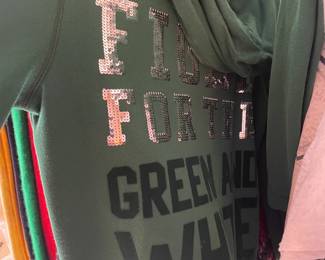 FOR THE
GREEN AND
WHITE